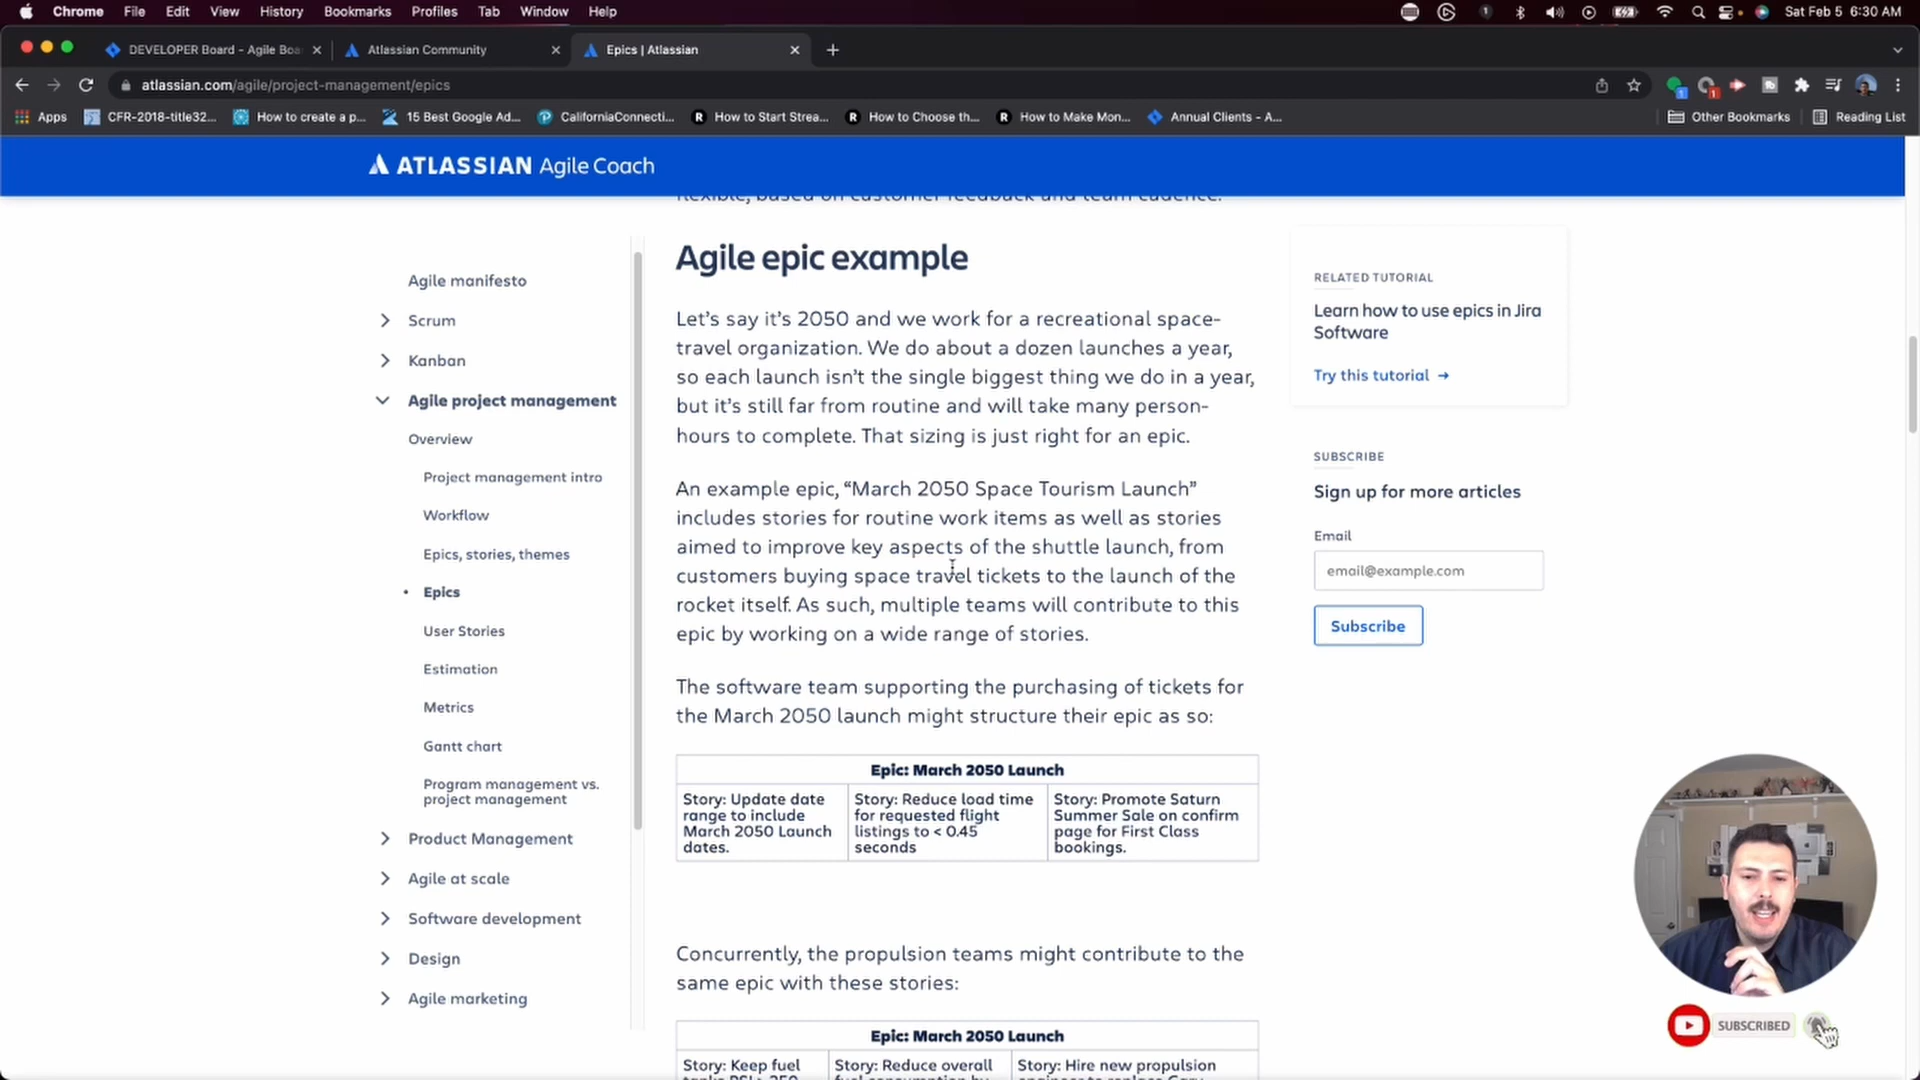 Chrome File Edit View History Bookmarks Profiles Tab Window Help
Sat Feb 5 6:30 AM
DEVELOPER Board - Agile Boa
Atlassian Community
Epics | Atlassian
atlassian.com/agile/project-management/epics
Apps
CFR-2018-title32...
How to create a p...
15 Best Google Ad...
CaliforniaConnecti...
How to Start Strea...
How to Choose th...
How to Make Mon...
Annual Clients - A...
Other Bookmarks
Reading List
ATLASSIAN Agile Coach
Agile manifesto
Scrum
Kanban
Agile project management
Overview
Project management intro
Workflow
Epics, stories, themes
Epics
User Stories
Estimation
Metrics
Gantt chart
Program management vs.
project management
Product Management
Agile at scale
Software development
Design
Agile marketing
flexible, based on customer feedback and team cadence.
Agile epic example
Let's say it's 2050 and we work for a recreational space-
travel organization. We do about a dozen launches a year,
so each launch isn't the single biggest thing we do in a year,
but it's still far from routine and will take many person-
hours to complete. That sizing is just right for an epic.
An example epic, “March 2050 Space Tourism Launch”
includes stories for routine work items as well as stories
aimed to improve key aspects of the shuttle launch, from
customers buying space travel tickets to the launch of the
rocket itself. As such, multiple teams will contribute to this
epic by working on a wide range of stories.
The software team supporting the purchasing of tickets for
the March 2050 launch might structure their epic as so:
Epic: March 2050 Launch
Story: Update date
range to include
March 2050 Launch
dates.
Story: Reduce load time
for requested flight
listings to < 0.45
seconds
Story: Promote Saturn
Summer Sale on confirm
page for First Class
bookings.
Concurrently, the propulsion teams might contribute to the
same epic with these stories:
Epic: March 2050 Launch
Story: Keep fuel
Story: Reduce overall
Story: Hire new propulsion
RELATED TUTORIAL
Learn how to use epics in Jira
Software
Try this tutorial →
SUBSCRIBE
Sign up for more articles
Email
email@example.com
Subscribe
SUBSCRIBED